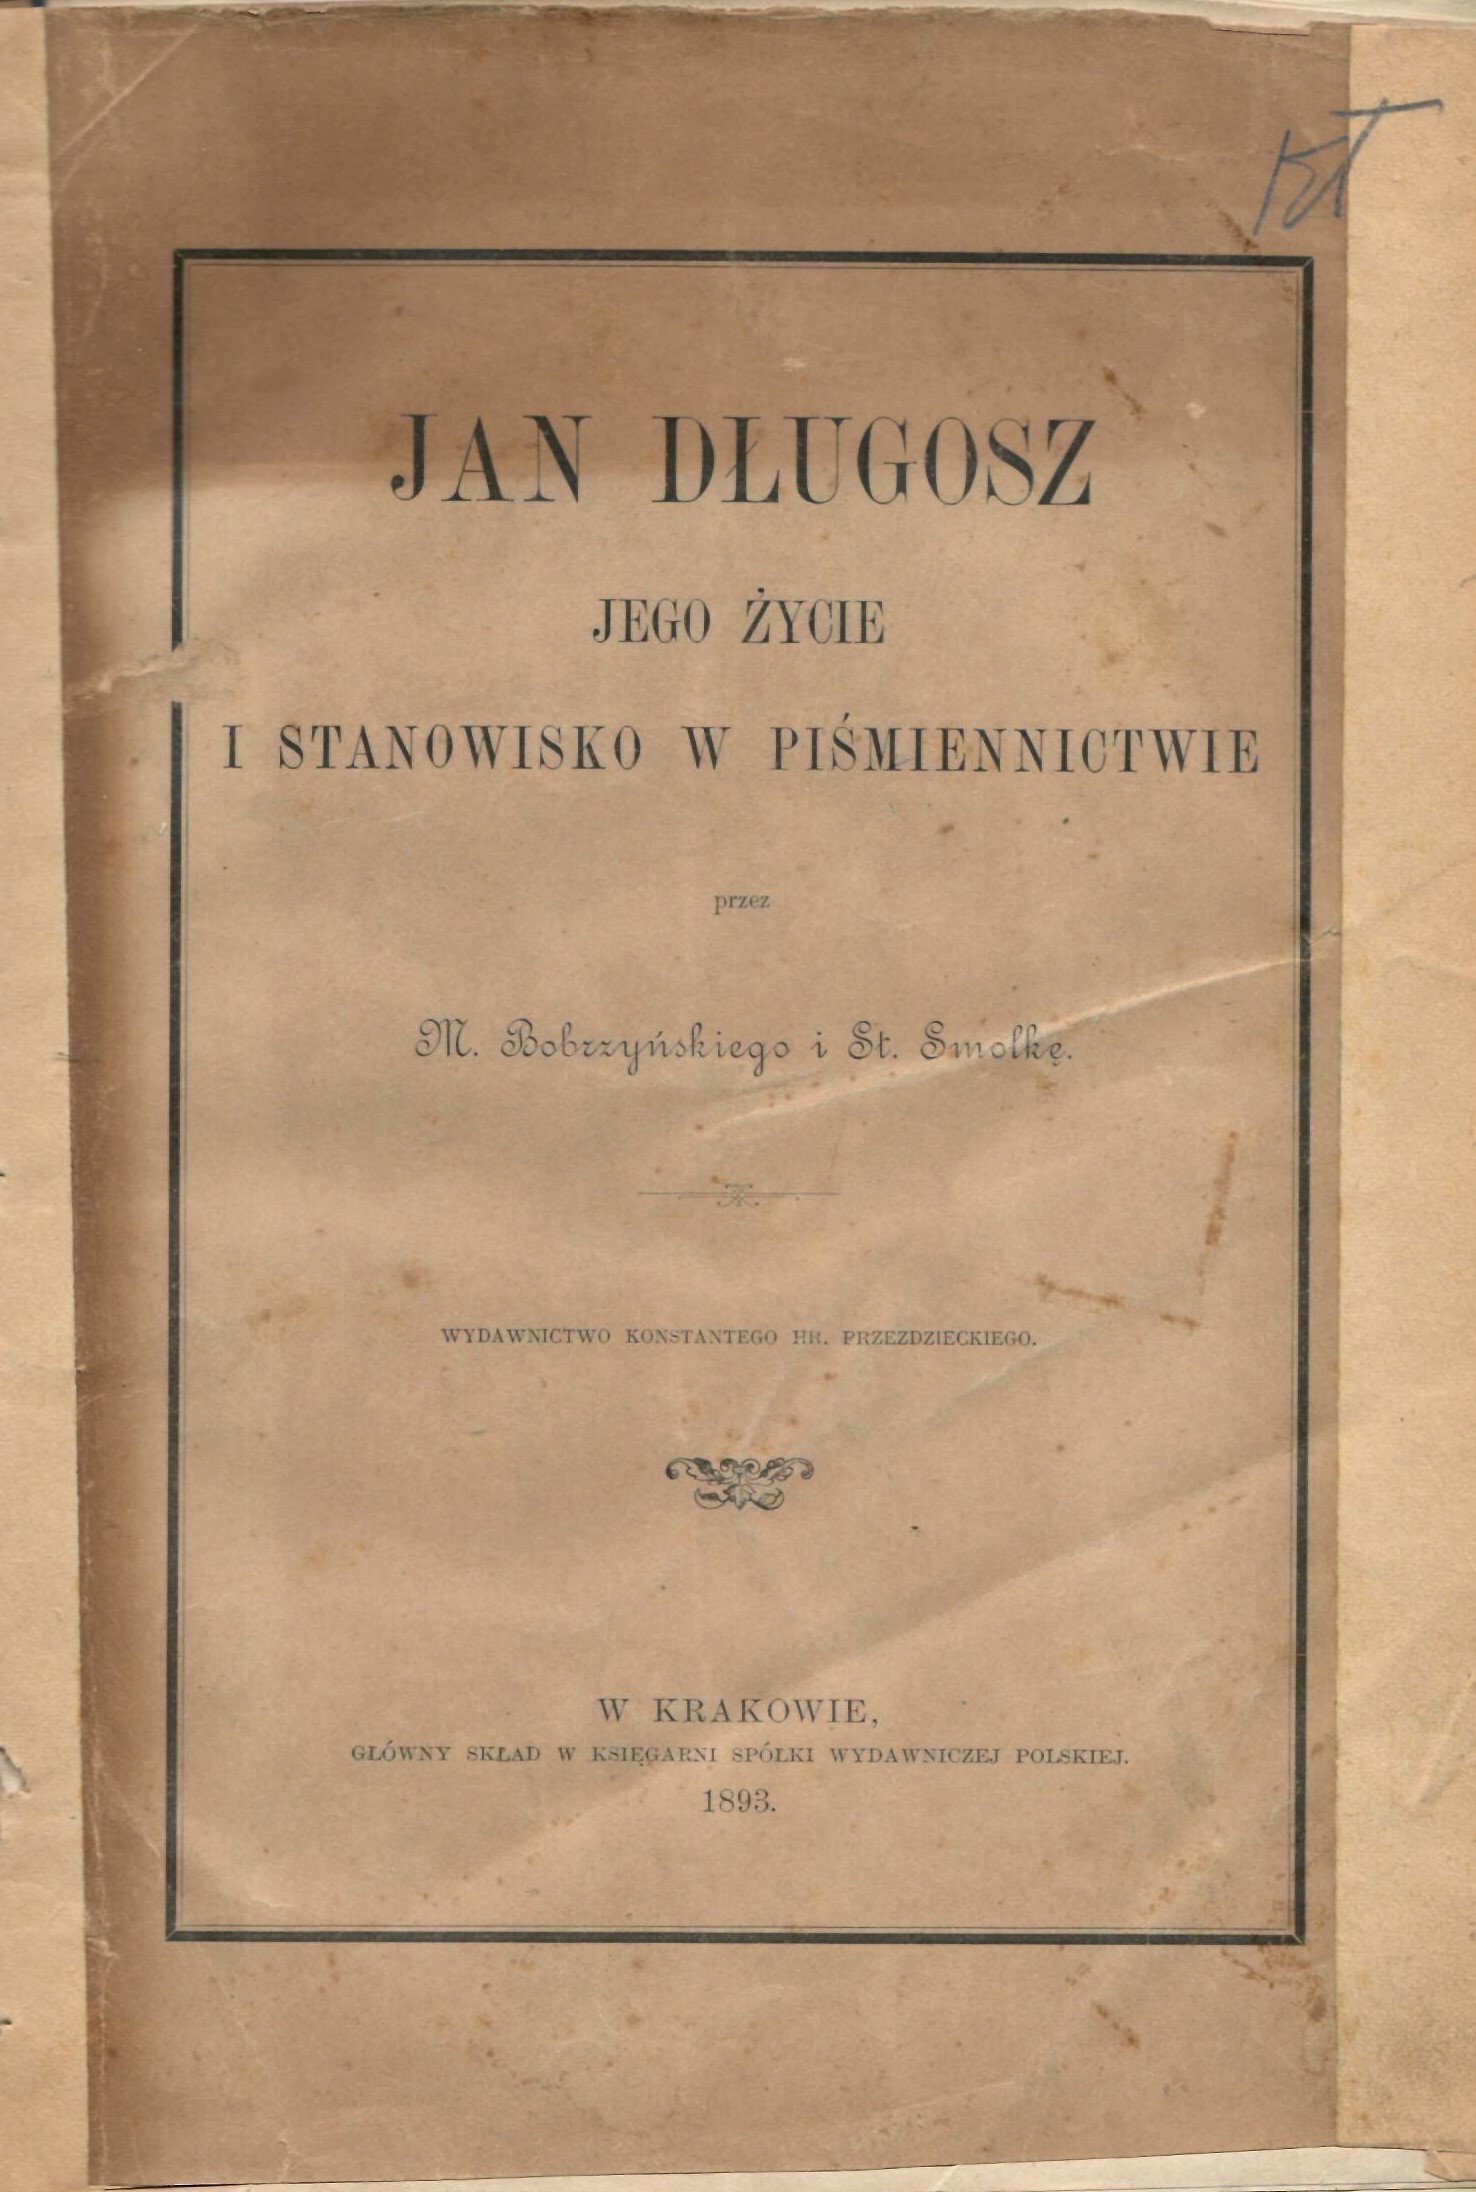 JAN DŁUGOSZ
JEGO ŻYCIE
I STANOWISKO W PIŚMIENNICTWIE
przez
M. Bobrzyńskiego i St. Smolkę.
WYDAWNICTWO KONSTANTEGO HR. PRZEZDZIECKIEGO.
W KRAKOWIE,
GŁÓWNY SKŁAD W KSIĘGARNI SPÓŁKI WYDAWNICZEJ POLSKIEJ.
1893.